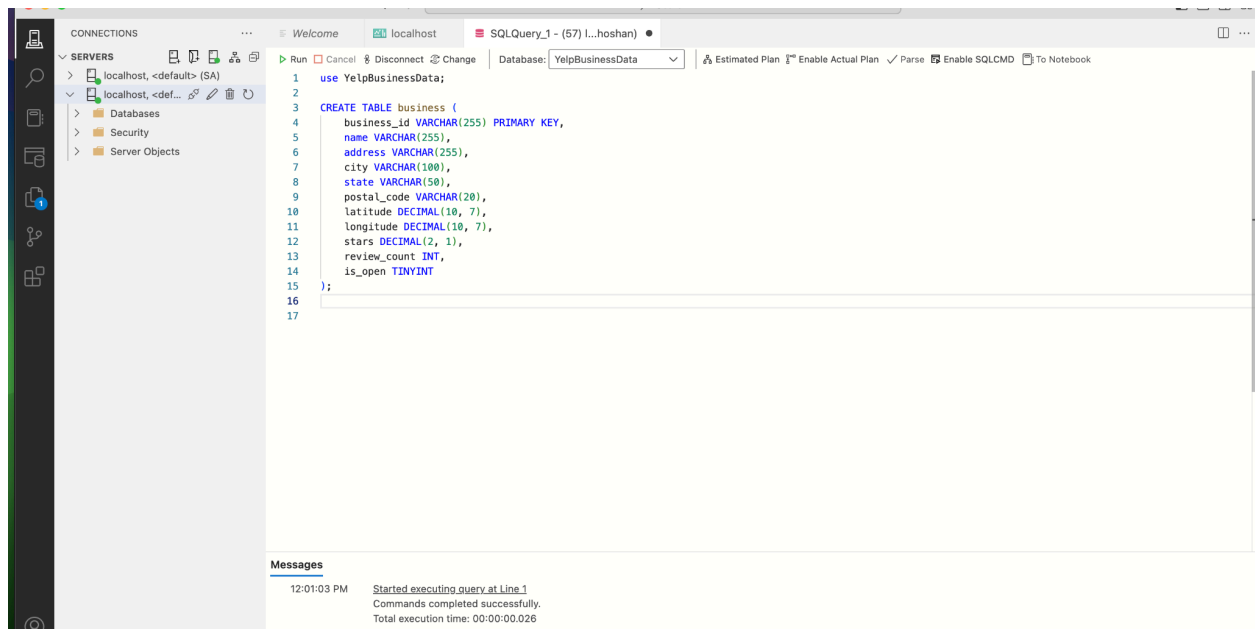 CONNECTIONS ...
SERVERS
localhost, <default> (SA)
localhost, <def...
Databases
Security
Server Objects
1
Welcome
localhost
SQLQuery_1 - (57) l...hoshan)
Run Cancel Disconnect Change Database: YelpBusinessData Estimated Plan Enable Actual Plan Parse Enable SQLCMD To Notebook
1 use YelpBusinessData;
2
3 CREATE TABLE business (
4 business_id VARCHAR(255) PRIMARY KEY,
5 name VARCHAR(255),
6 address VARCHAR(255),
7 city VARCHAR(100),
8 state VARCHAR(50),
9 postal_code VARCHAR(20),
10 latitude DECIMAL(10, 7),
11 longitude DECIMAL(10, 7),
12 stars DECIMAL(2, 1),
13 review_count INT,
14 is_open TINYINT
15 );
16
17
Messages
12:01:03 PM Started executing query at Line 1
Commands completed successfully.
Total execution time: 00:00:00.026